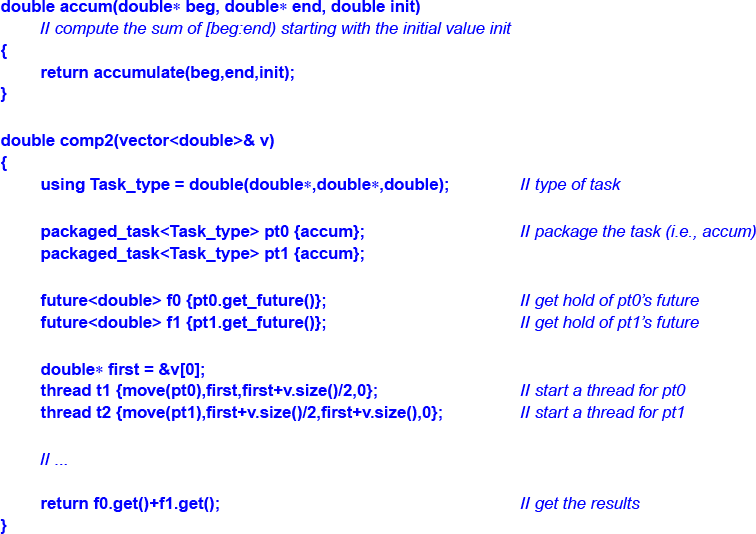 double accum(double∗ beg, double∗ end, double init)
// compute the sum of [beg:end) starting with the initial value init
{
return accumulate(beg,end,init);
}
double comp2(vector<double>& v)
{
using Task_type = double(double∗,double∗,double); // type of task
packaged_task<Task_type> pt0 {accum}; // package the task (i.e., accum)
packaged_task<Task_type> pt1 {accum};
future<double> f0 {pt0.get_future()}; // get hold of pt0’s future
future<double> f1 {pt1.get_future()}; // get hold of pt1’s future
double∗ first = &v[0];
thread t1 {move(pt0),first,first+v.size()/2,0}; // start a thread for pt0
thread t2 {move(pt1),first+v.size()/2,first+v.size(),0}; // start a thread for pt1
// ...
return f0.get()+f1.get(); // get the results
}